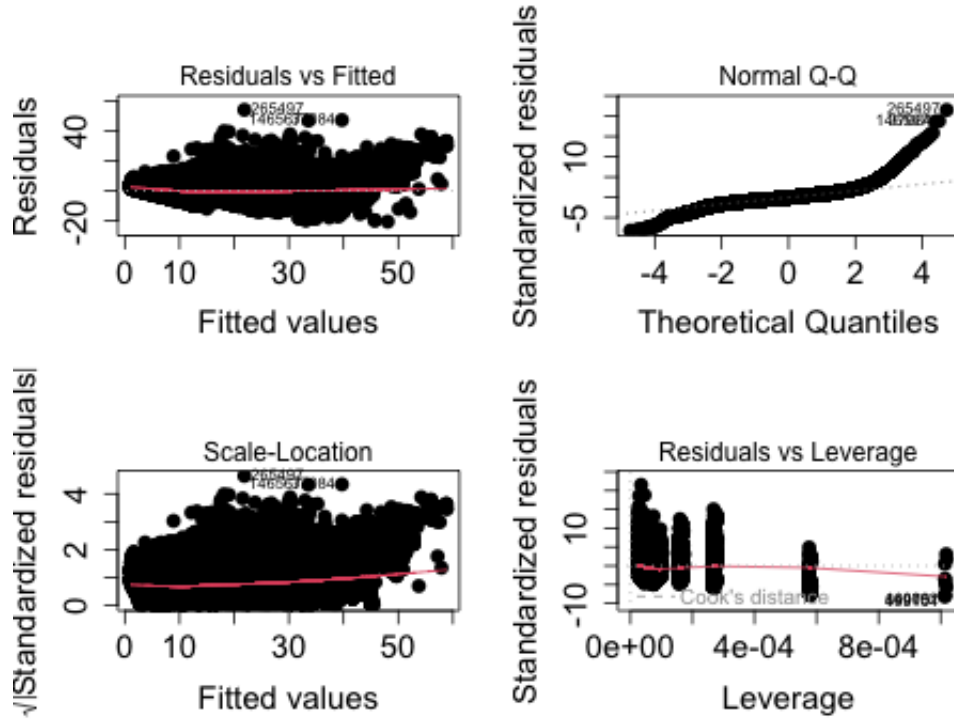 Residuals vs Fitted
265497
Residuals
40
-20
0
10
30
50
Fitted values
Normal Q-Q
265497
Standardized residuals
10
-5
-4
-2
0
2
4
Theoretical Quantiles
Scale-Location
265497
√|Standardized residuals|
4
2
0
0
10
30
50
Fitted values
Residuals vs Leverage
Standardized residuals
10
-10
Cook's distance
0e+00
4e-04
8e-04
Leverage